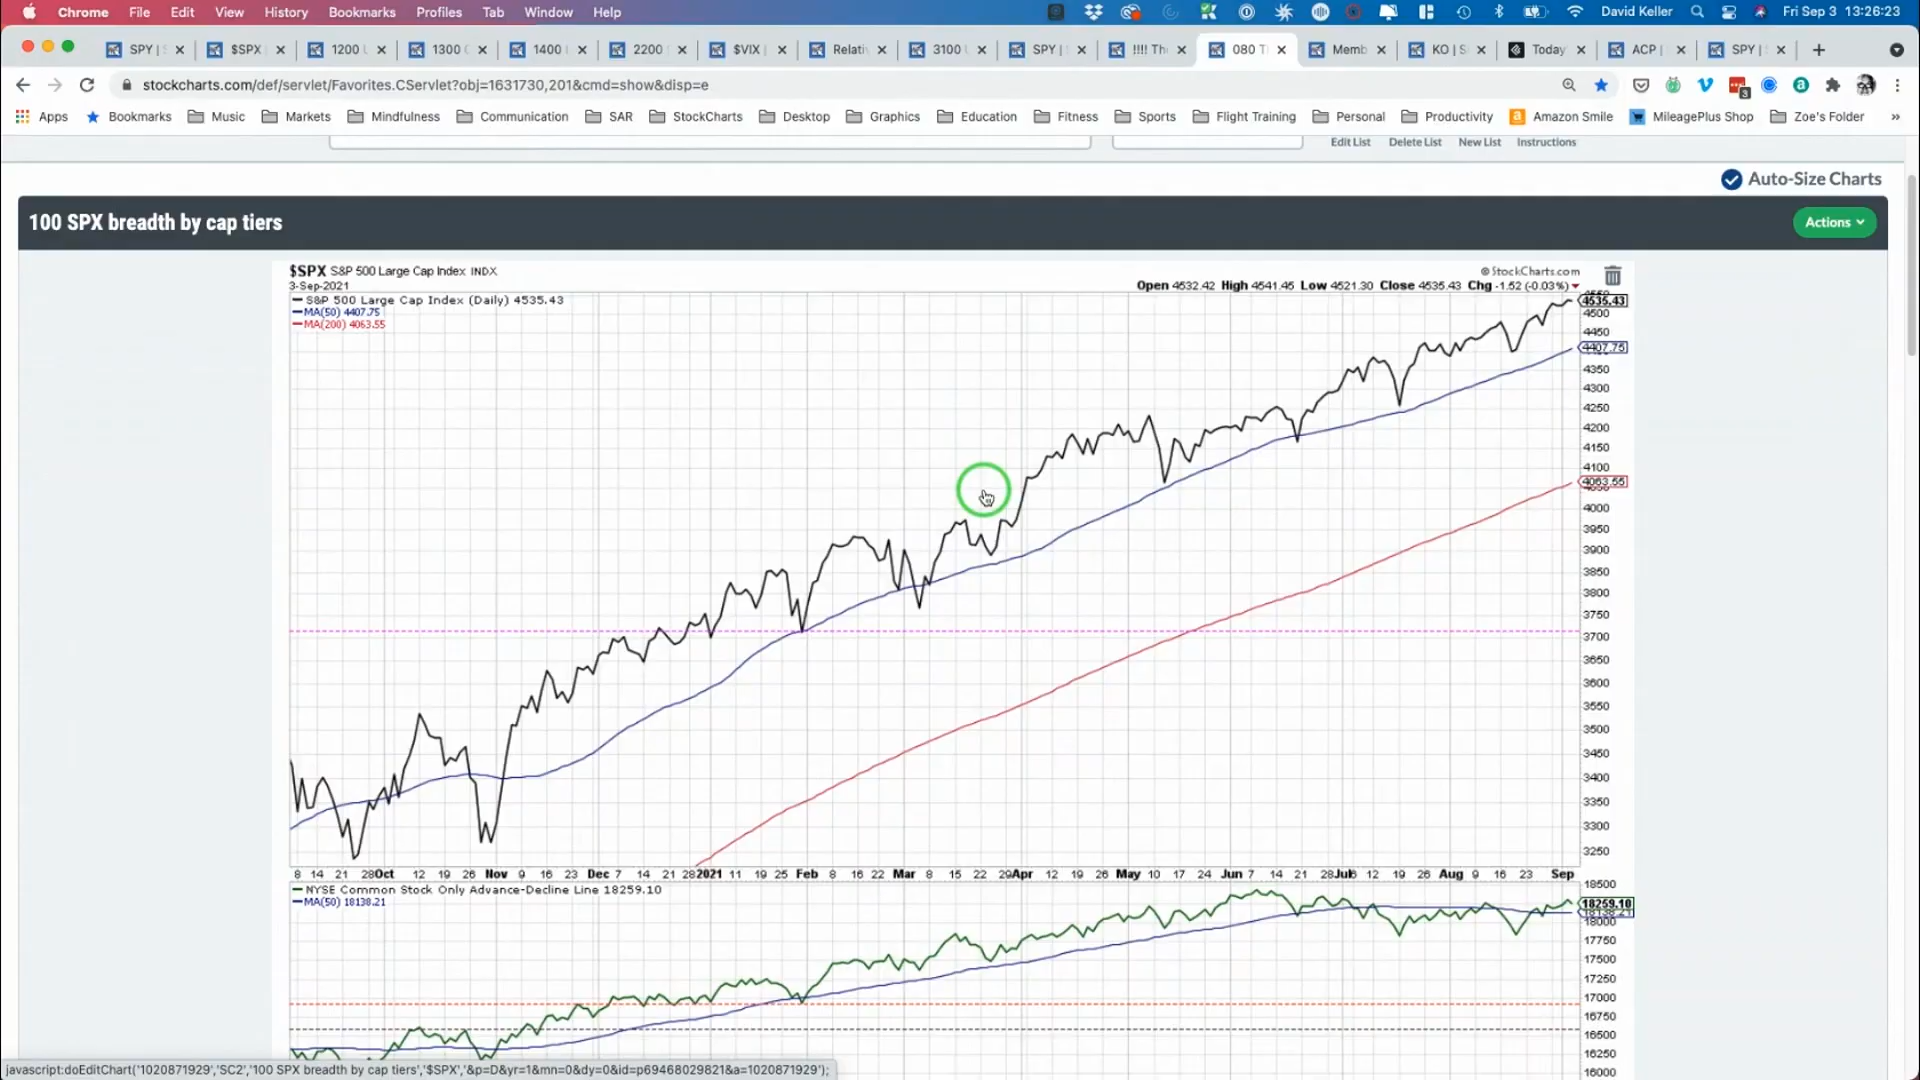 Chrome File Edit View History Bookmarks Profiles Tab Window Help David Keller Fri Sep 3 13:26:23
SPY | $SPX 1200 1300 1400 2200 $VIX Relati 3100 SPY | !!!! Th 080 Memb KO | Today ACP | SPY |
stockcharts.com/def/servlet/Favorites.CServlet?obj=1631730,201&cmd=show&disp=e
3
Apps Bookmarks Music Markets Mindfulness Communication SAR StockCharts Desktop Graphics Education Fitness Sports Flight Training Personal Productivity Amazon Smile MileagePlus Shop Zoe's Folder »
Edit List Delete List New List Instructions
Auto-Size Charts
100 SPX breadth by cap tiers
Actions
$SPX S&P 500 Large Cap Index INDX
© StockCharts.com
3-Sep-2021
Open 4532.42 High 4541.45 Low 4521.30 Close 4535.43 Chg -1.52 (-0.03%)
S&P 500 Large Cap Index (Daily) 4535.43
MA(50) 4407.75
MA(200) 4063.55
4535.43
4500
4450
4407.75
4350
4300
4250
4200
4150
4100
4063.55
4000
3950
3900
3850
3800
3750
3700
3650
3600
3550
3500
3450
3400
3350
3300
3250
8 14 21 28 Oct 12 19 26 Nov 9 16 23 Dec 7 14 21 28 2021 11 19 25 Feb 8 16 22 Mar 8 15 22 29 Apr 12 19 26 May 10 17 24 Jun 7 14 21 28 Jul 6 12 19 26 Aug 9 16 23 Sep
NYSE Common Stock Only Advance-Decline Line 18259.10
MA(50) 18138.21
18500
18259.10
18138.21
18000
17750
17500
17250
17000
16750
16500
16250
16000
javascript:doEditChart('1020871929','SC2','100 SPX breadth by cap tiers','$SPX','&p=D&yr=1&mn=0&dy=0&id=p69468029821&a=1020871929');